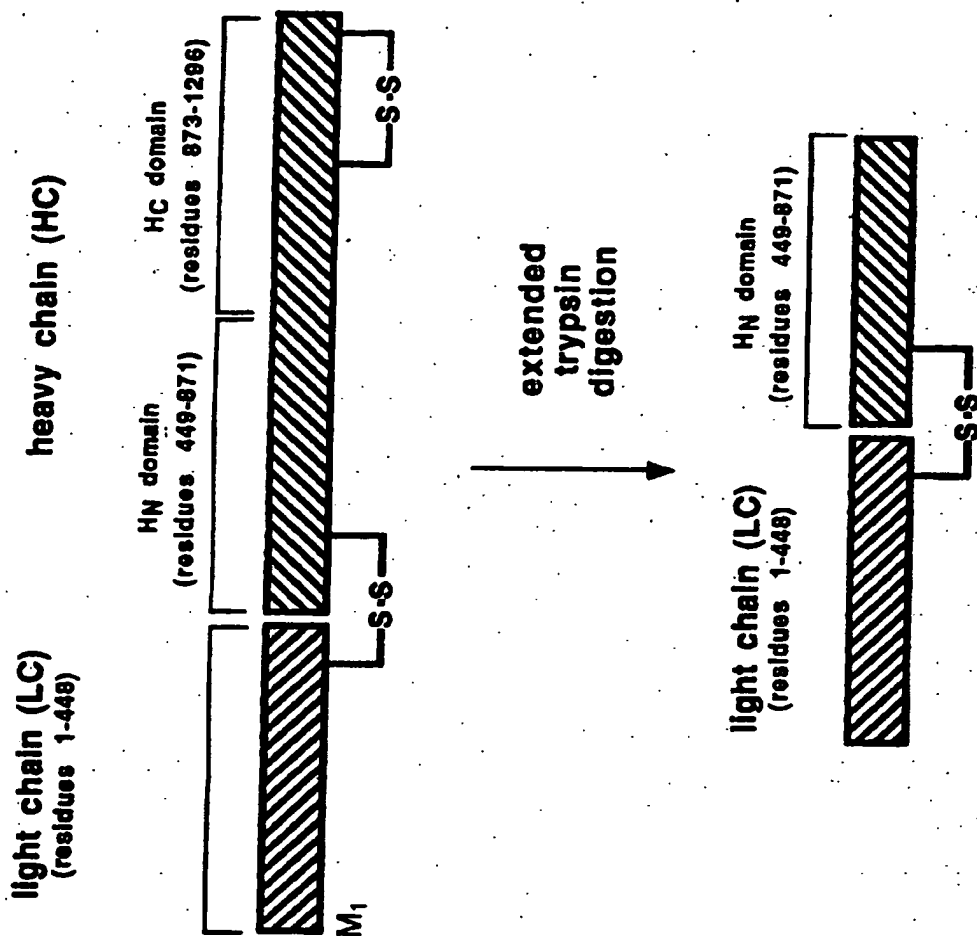 light chain (LC)
(residues 1-448)
heavy chain (HC)
HN domain
(residues 449-871)
HC domain
(residues 873-1296)
S-S
S-S
M1
extended
trypsin
digestion
light chain (LC)
(residues 1-448)
HN domain
(residues 449-871)
S-S